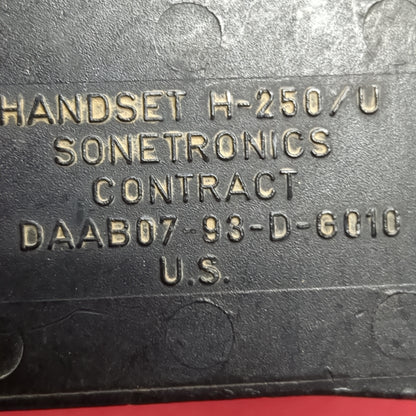 HANDSET H-250/U
SONETRONICS
CONTRACT
DAAB07-93-D-G010
U.S.